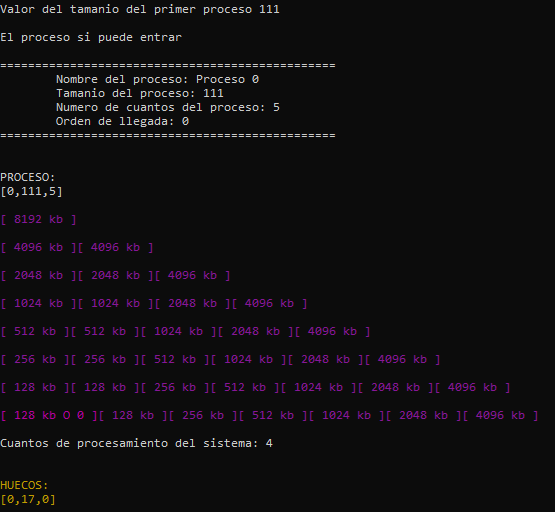 Valor del tamanio del primer proceso 111
El proceso si puede entrar
================================================
Nombre del proceso: Proceso 0
Tamanio del proceso: 111
Numero de cuantos del proceso: 5
Orden de llegada: 0
================================================
PROCESO:
[0,111,5]
[ 8192 kb ]
[ 4096 kb ][ 4096 kb ]
[ 2048 kb ][ 2048 kb ][ 4096 kb ]
[ 1024 kb ][ 1024 kb ][ 2048 kb ][ 4096 kb ]
[ 512 kb ][ 512 kb ][ 1024 kb ][ 2048 kb ][ 4096 kb ]
[ 256 kb ][ 256 kb ][ 512 kb ][ 1024 kb ][ 2048 kb ][ 4096 kb ]
[ 128 kb ][ 128 kb ][ 256 kb ][ 512 kb ][ 1024 kb ][ 2048 kb ][ 4096 kb ]
[ 128 kb O 0 ][ 128 kb ][ 256 kb ][ 512 kb ][ 1024 kb ][ 2048 kb ][ 4096 kb ]
Cuantos de procesamiento del sistema: 4
HUECOS:
[0,17,0]